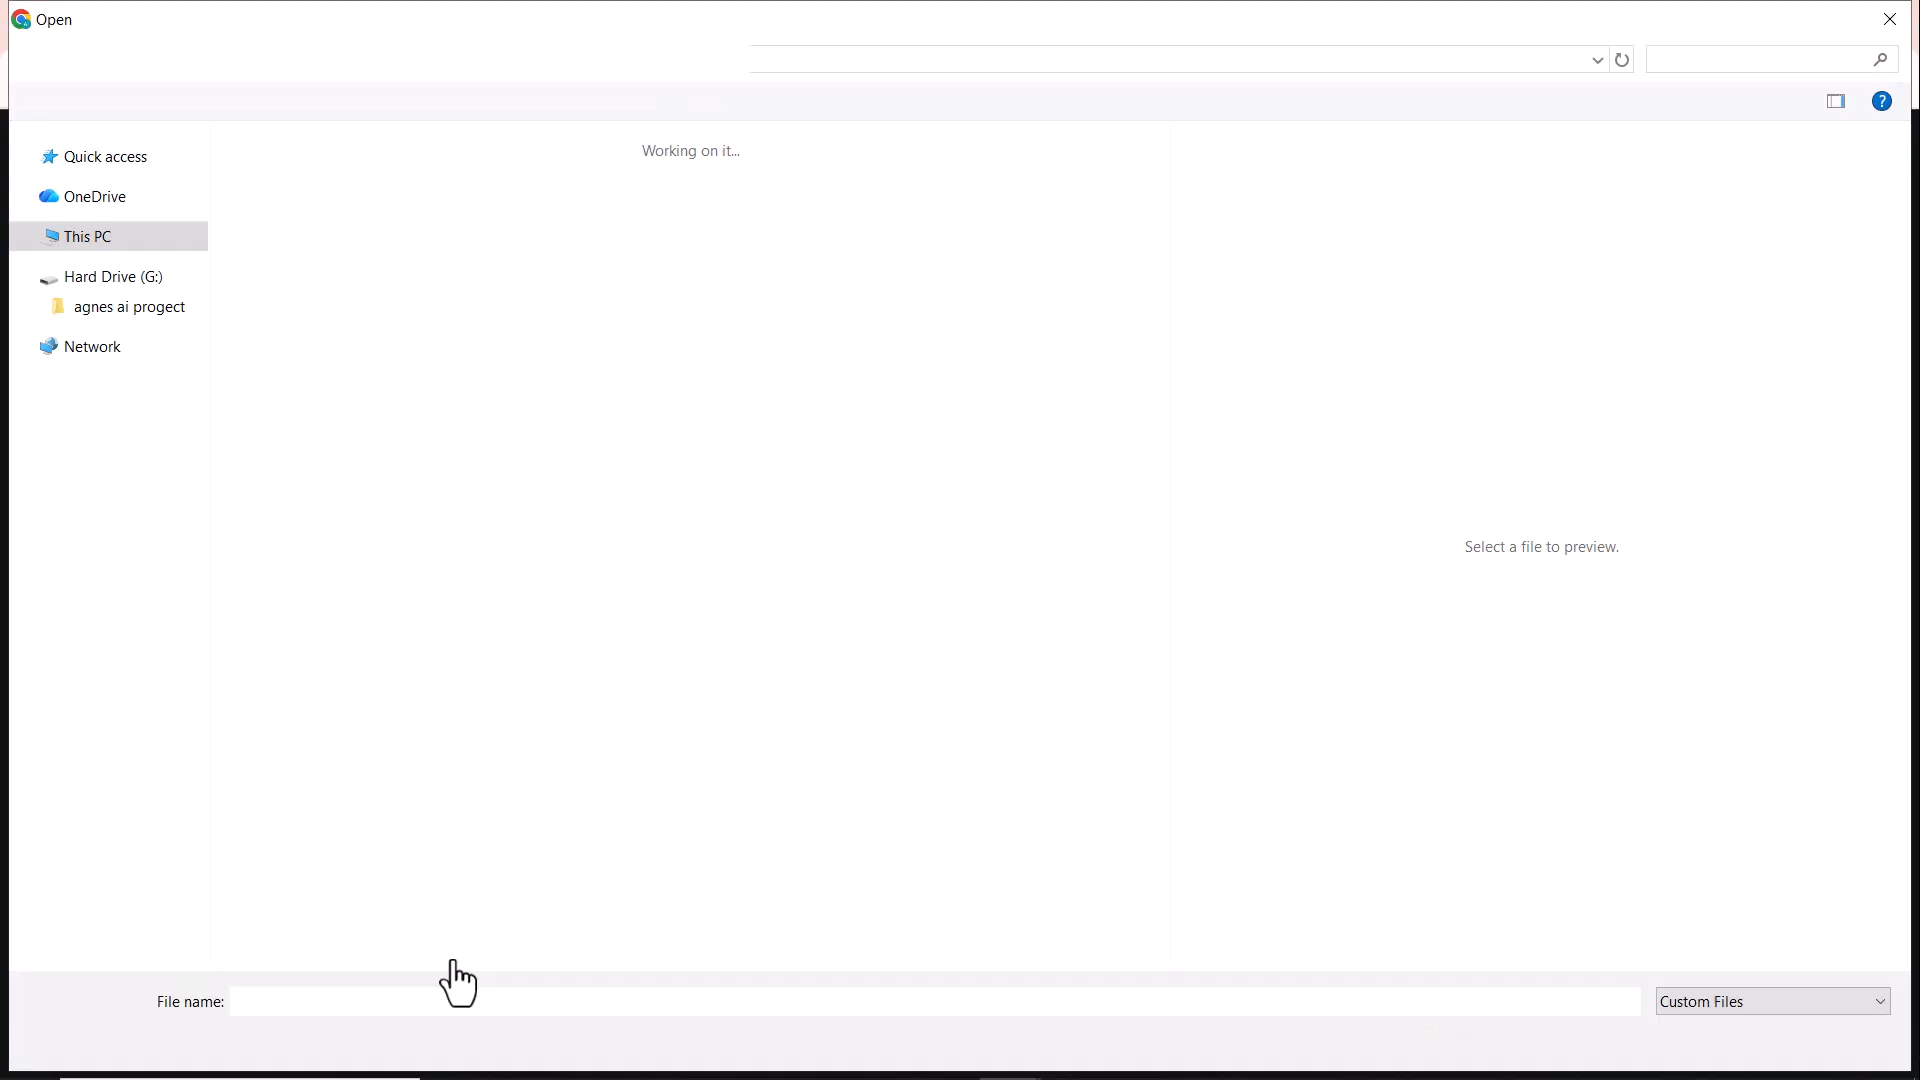 Open
?
Quick access
Working on it...
OneDrive
This PC
Hard Drive (G:)
agnes ai progect
Network
Select a file to preview.
File name:
Custom Files